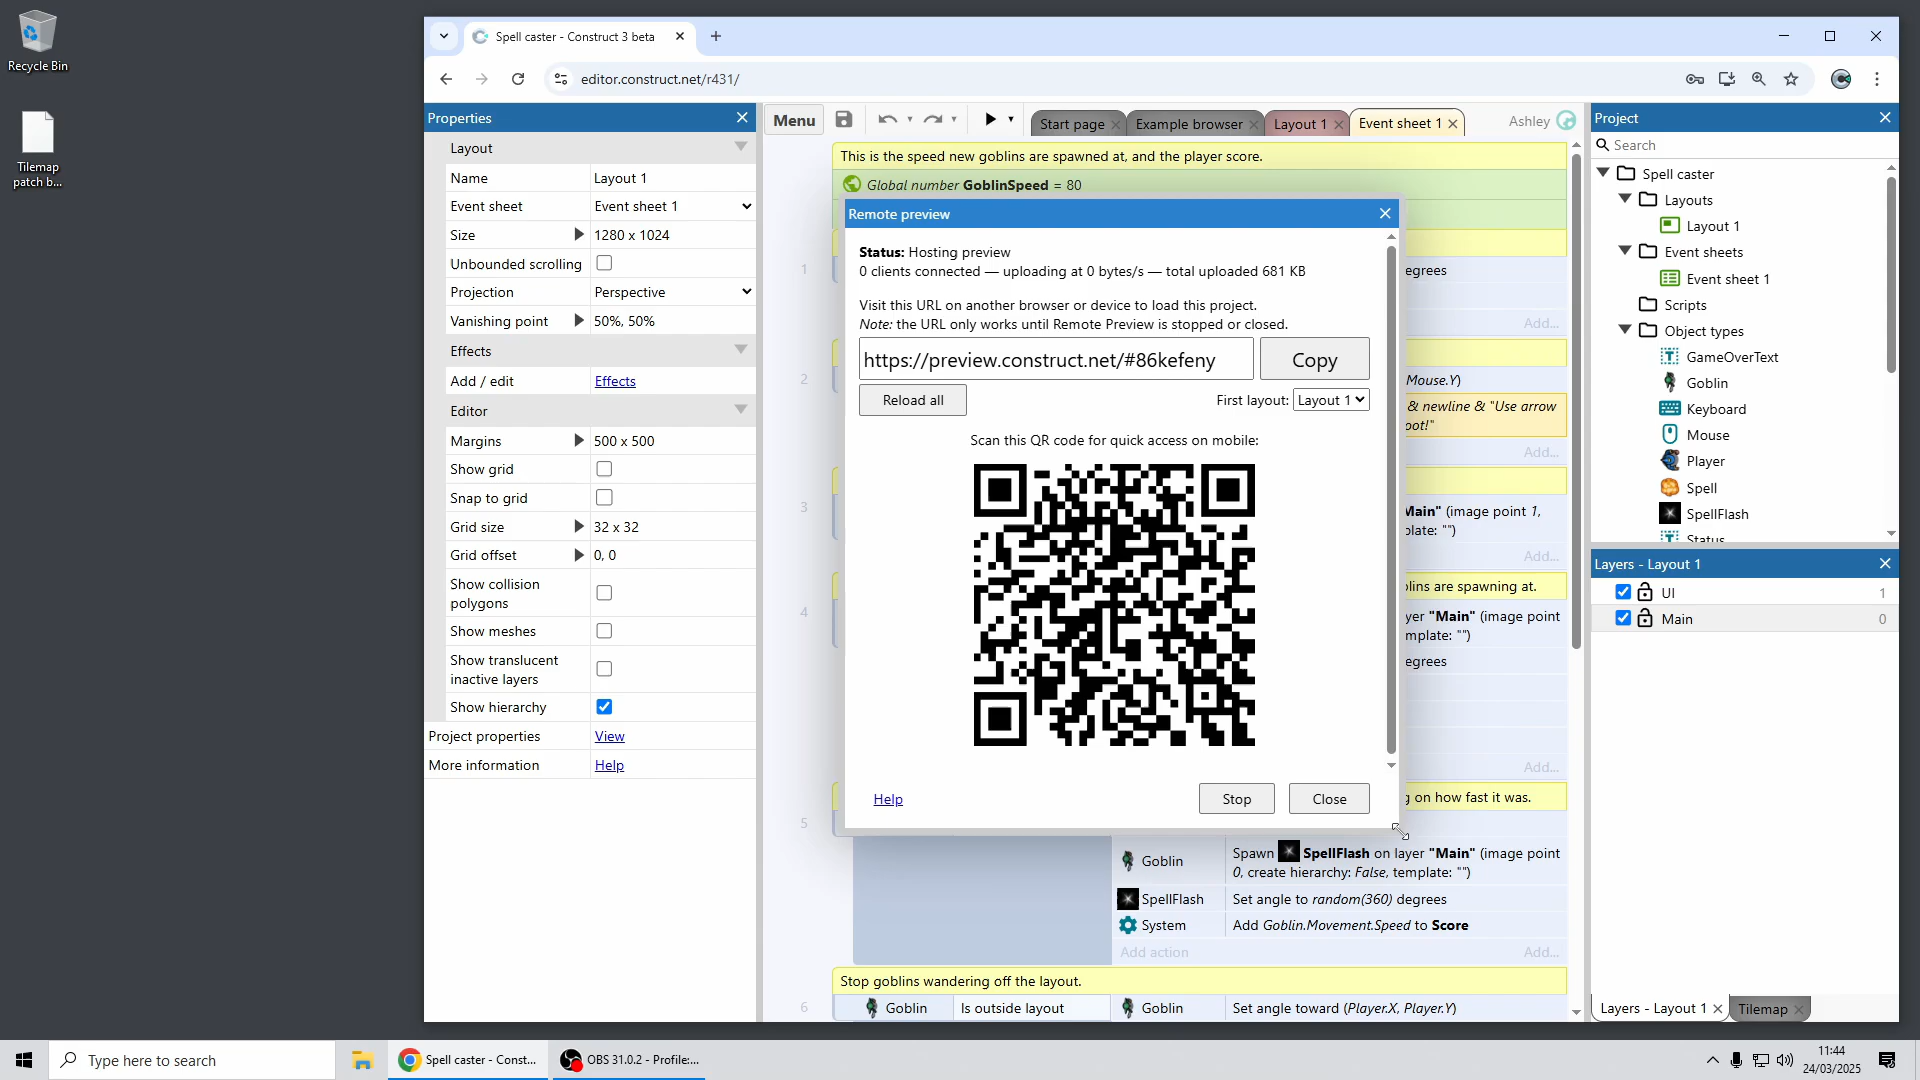 Recycle Bin
Tilemap
patch b...
Spell caster - Construct 3 beta
editor.construct.net/r431/
Properties
Layout
Name Layout 1
Event sheet Event sheet 1
Size 1280 x 1024
Unbounded scrolling
Projection Perspective
Vanishing point 50%, 50%
Effects
Add / edit Effects
Editor
Margins 500 x 500
Show grid
Snap to grid
Grid size 32 x 32
Grid offset 0, 0
Show collision
polygons
Show meshes
Show translucent
inactive layers
Show hierarchy
Project properties View
More information Help
Menu
Start page
Example browser
Layout 1
Event sheet 1
Ashley
This is the speed new goblins are spawned at, and the player score.
Global number GoblinSpeed = 80
1
egrees
Add...
2
Mouse.Y)
& newline & "Use arrow
oot!"
Add...
3
Main" (image point 1,
plate: "")
Add...
blins are spawning at.
4
yer "Main" (image point
mplate: "")
egrees
Add...
g on how fast it was.
5
Goblin Spawn SpellFlash on layer "Main" (image point
0, create hierarchy: False, template: "")
SpellFlash Set angle to random(360) degrees
System Add Goblin.Movement.Speed to Score
Add action Add...
Stop goblins wandering off the layout.
6 Goblin Is outside layout Goblin Set angle toward (Player.X, Player.Y)
Remote preview
Status: Hosting preview
0 clients connected — uploading at 0 bytes/s — total uploaded 681 KB
Visit this URL on another browser or device to load this project.
Note: the URL only works until Remote Preview is stopped or closed.
https://preview.construct.net/#86kefeny Copy
Reload all First layout: Layout 1
Scan this QR code for quick access on mobile:
Help Stop Close
Project
Search
Spell caster
Layouts
Layout 1
Event sheets
Event sheet 1
Scripts
Object types
GameOverText
Goblin
Keyboard
Mouse
Player
Spell
SpellFlash
Status
Layers - Layout 1
UI 1
Main 0
Layers - Layout 1 Tilemap
Type here to search
Spell caster - Const...
OBS 31.0.2 - Profile:...
11:44
24/03/2025